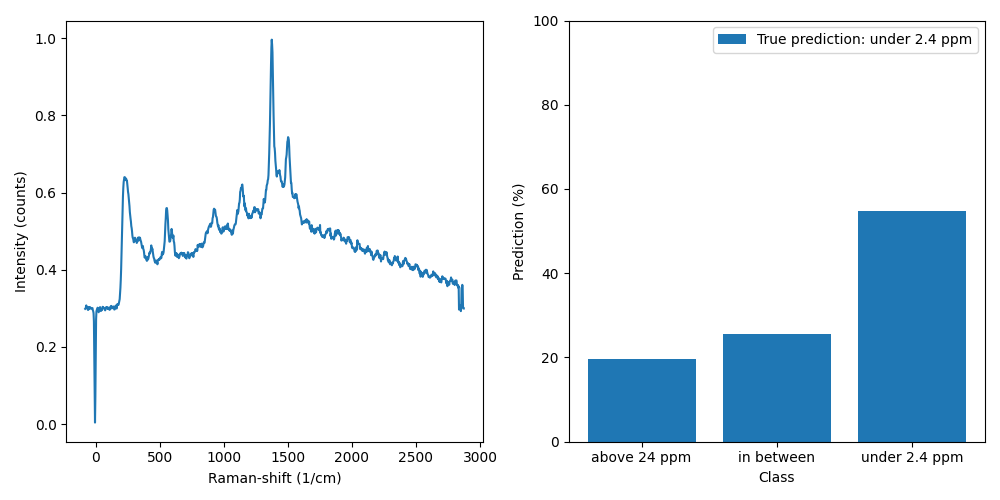 1.0
0.8
0.6
0.4
0.2
0.0
Intensity (counts)
0 500 1000 1500 2000 2500 3000
Raman-shift (1/cm)
100
80
60
40
20
0
Prediction (%)
True prediction: under 2.4 ppm
above 24 ppm in between under 2.4 ppm
Class